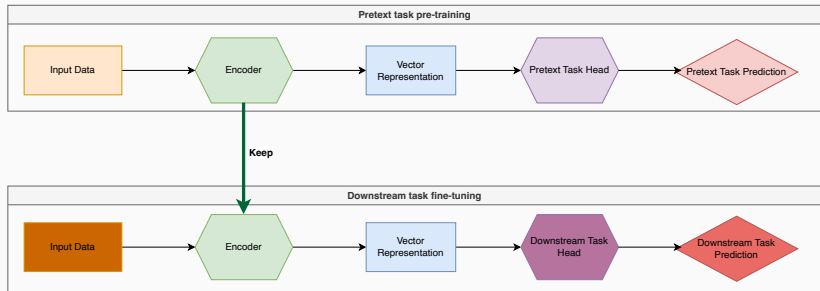 Pretext task pre-training
Input Data
Encoder
Vector
Representation
Pretext Task Head
Pretext Task Prediction
Keep
Downstream task fine-tuning
Input Data
Encoder
Vector
Representation
Downstream Task
Head
Downstream Task
Prediction